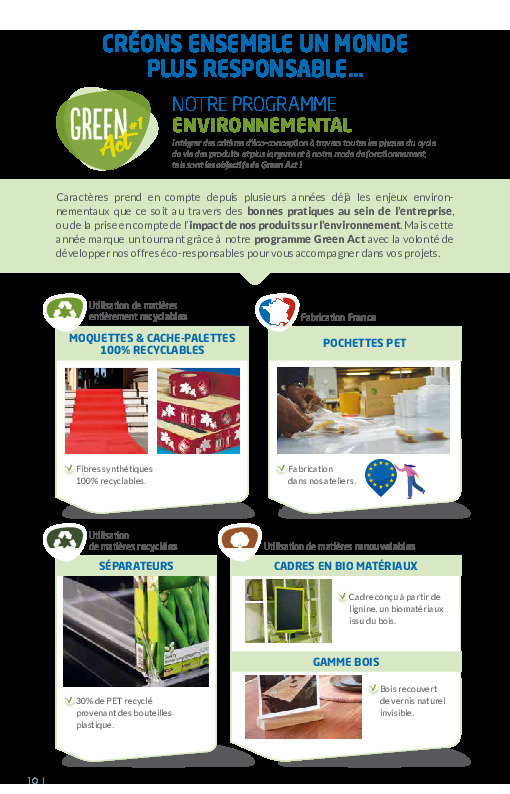 CRÉONS ENSEMBLE UN MONDE
PLUS RESPONSABLE...
GREEN
Act #1
NOTRE PROGRAMME
ENVIRONNEMENTAL
Intégrer des critères d'éco-conception à travers toutes les phases du cycle
de vie des produits et plus largement à notre mode de fonctionnement,
tels sont les objectifs de Green Act !
Caractères prend en compte depuis plusieurs années déjà les enjeux environ-
nementaux que ce soit au travers des bonnes pratiques au sein de l'entreprise,
ou de la prise en compte de l'impact de nos produits sur l'environnement. Mais cette
année marque un tournant grâce à notre programme Green Act avec la volonté de
développer nos offres éco-responsables pour vous accompagner dans vos projets.
Utilisation de matières
entièrement recyclables
MOQUETTES & CACHE-PALETTES
100% RECYCLABLES
Fibres synthétiques
100% recyclables.
Fabrication France
POCHETTES PET
Fabrication
dans nos ateliers.
Utilisation
de matières recyclées
SÉPARATEURS
30% de PET recyclé
provenant des bouteilles
plastique.
Utilisation de matières renouvelables
CADRES EN BIO MATÉRIAUX
Cadre conçu à partir de
lignine, un biomatériaux
issu du bois.
GAMME BOIS
Bois recouvert
de vernis naturel
invisible.
10 |